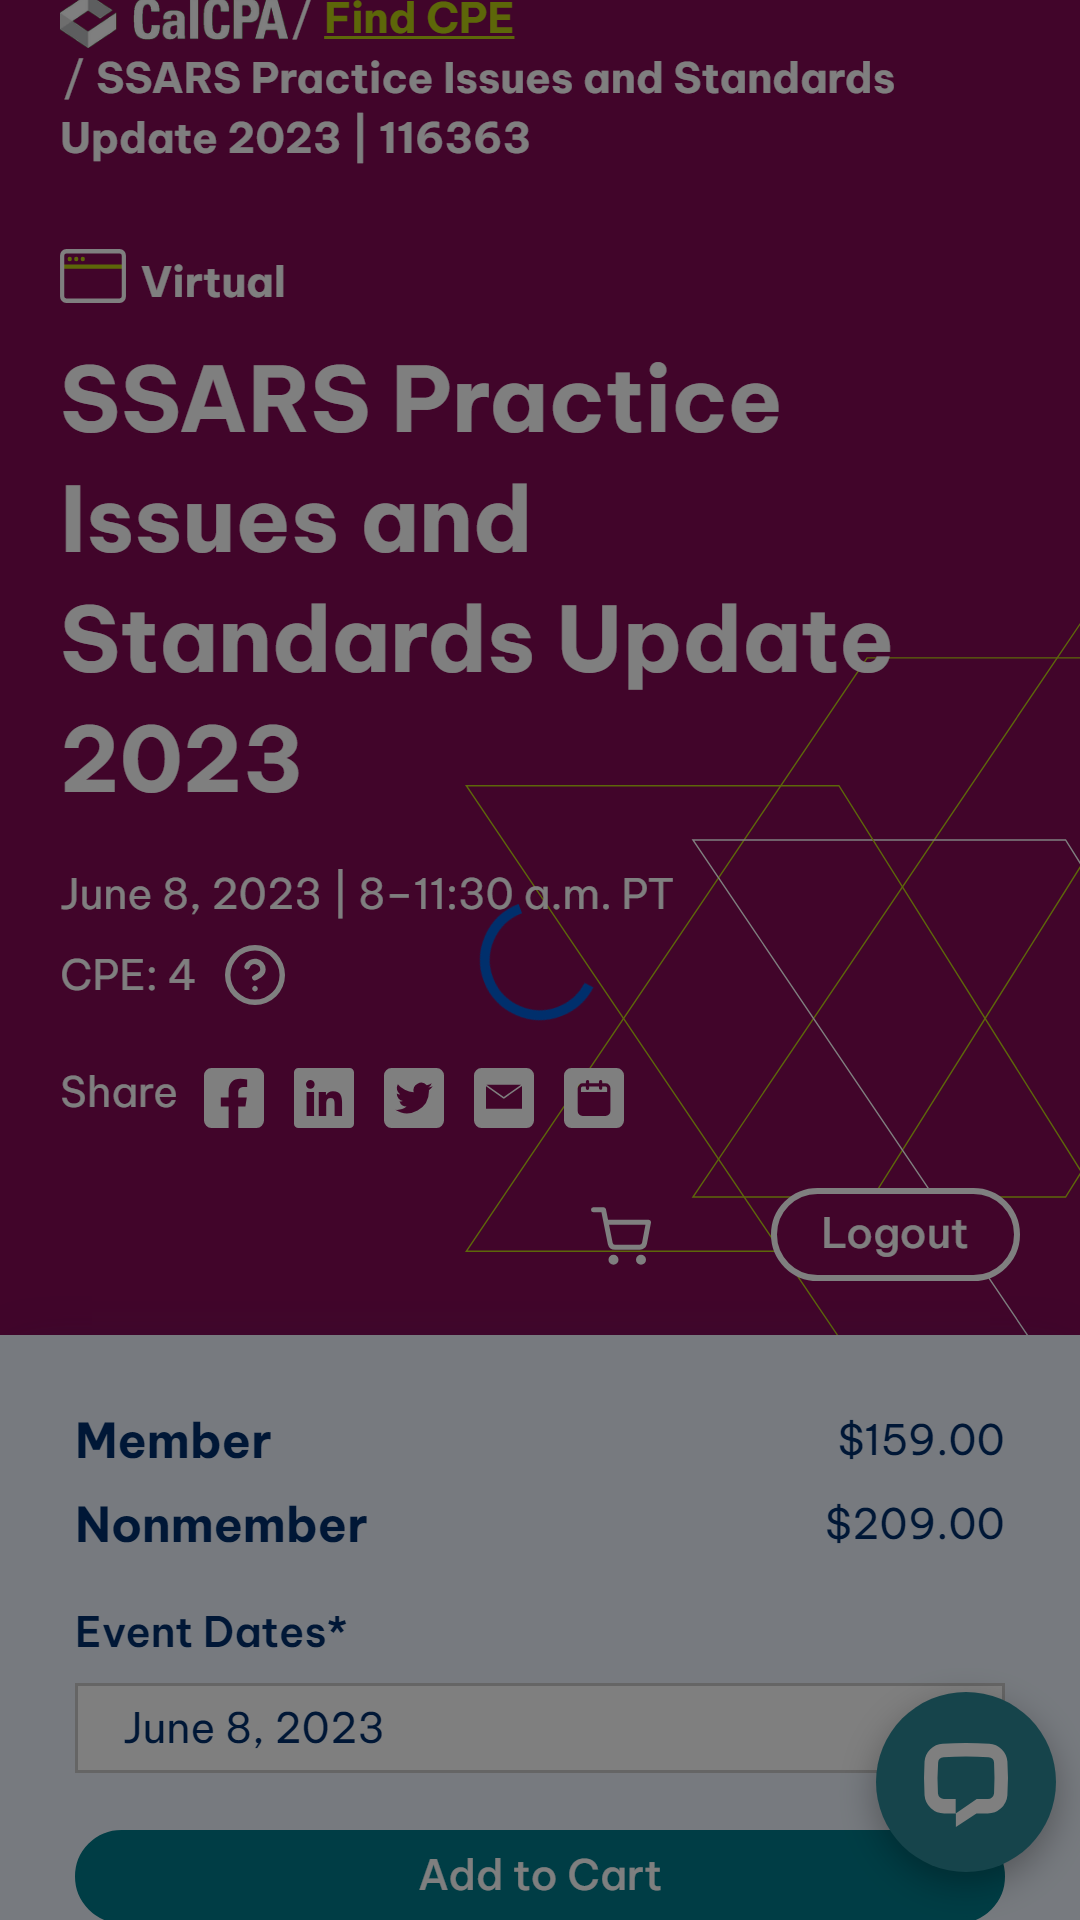 CalCPA / Find CPE
/ SSARS Practice Issues and Standards
Update 2023 | 116363
Virtual
SSARS Practice
Issues and
Standards Update
2023
June 8, 2023 | 8–11:30 a.m. PT
CPE: 4 ?
Share
Logout
Member $159.00
Nonmember $209.00
Event Dates*
June 8, 2023
Add to Cart